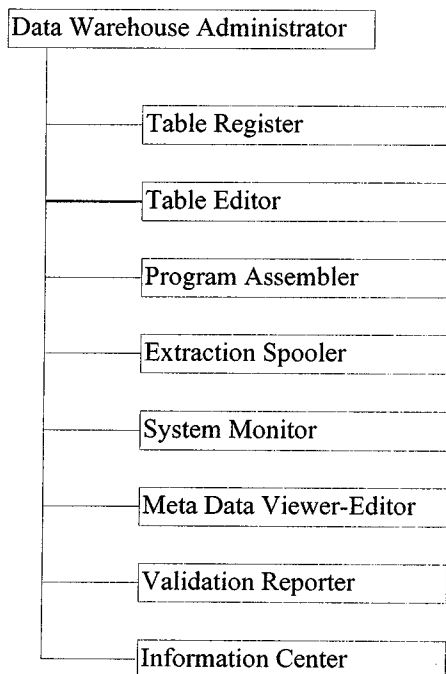 Data Warehouse Administrator
Table Register
Table Editor
Program Assembler
Extraction Spooler
System Monitor
Meta Data Viewer-Editor
Validation Reporter
Information Center